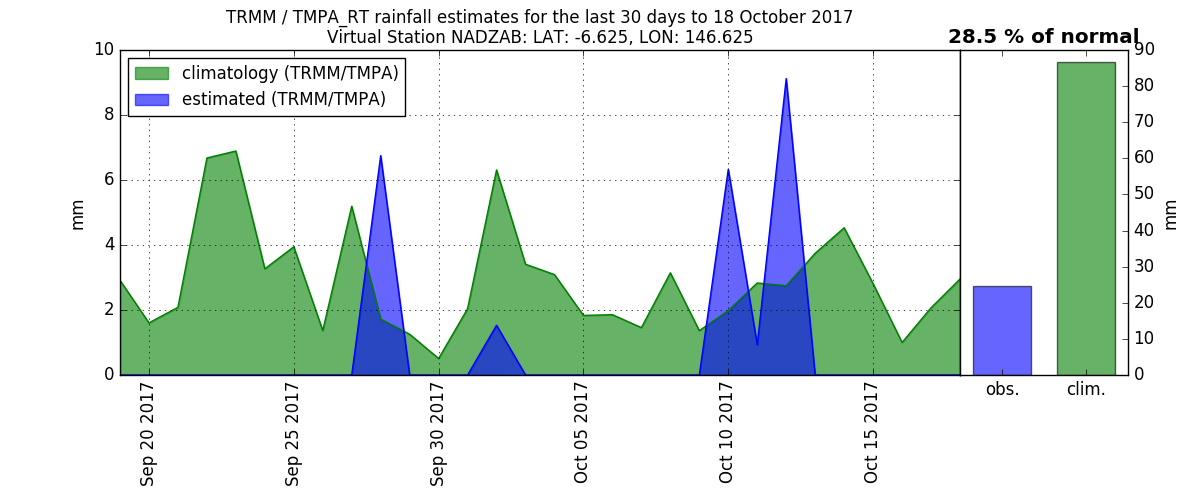 TRMM / TMPA_RT rainfall estimates for the last 30 days to 18 October 2017
Virtual Station NADZAB: LAT: -6.625, LON: 146.625
28.5 % of normal
climatology (TRMM/TMPA)
estimated (TRMM/TMPA)
10
8
6
4
2
0
mm
Sep 20 2017
Sep 25 2017
Sep 30 2017
Oct 05 2017
Oct 10 2017
Oct 15 2017
obs.
clim.
90
80
70
60
50
40
30
20
10
0
mm